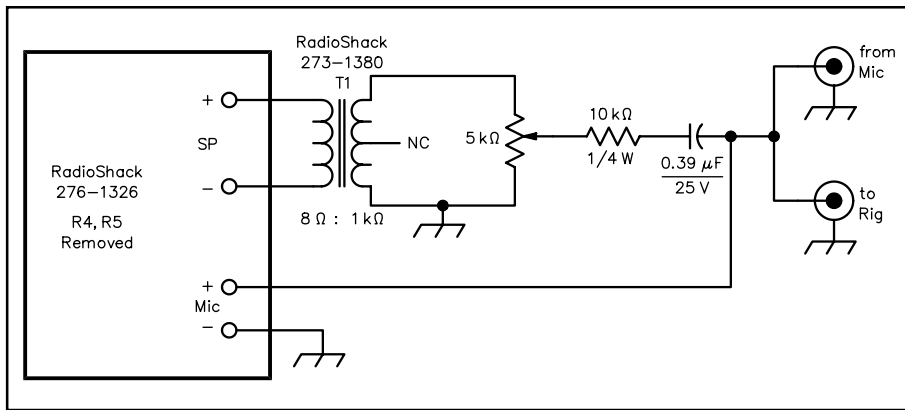 RadioShack
273-1380
T1
+
SP
−
NC
8 Ω : 1 kΩ
RadioShack
276-1326
R4, R5
Removed
+
Mic
−
5 kΩ
10 kΩ
1/4 W
0.39 µF
25 V
from
Mic
to
Rig